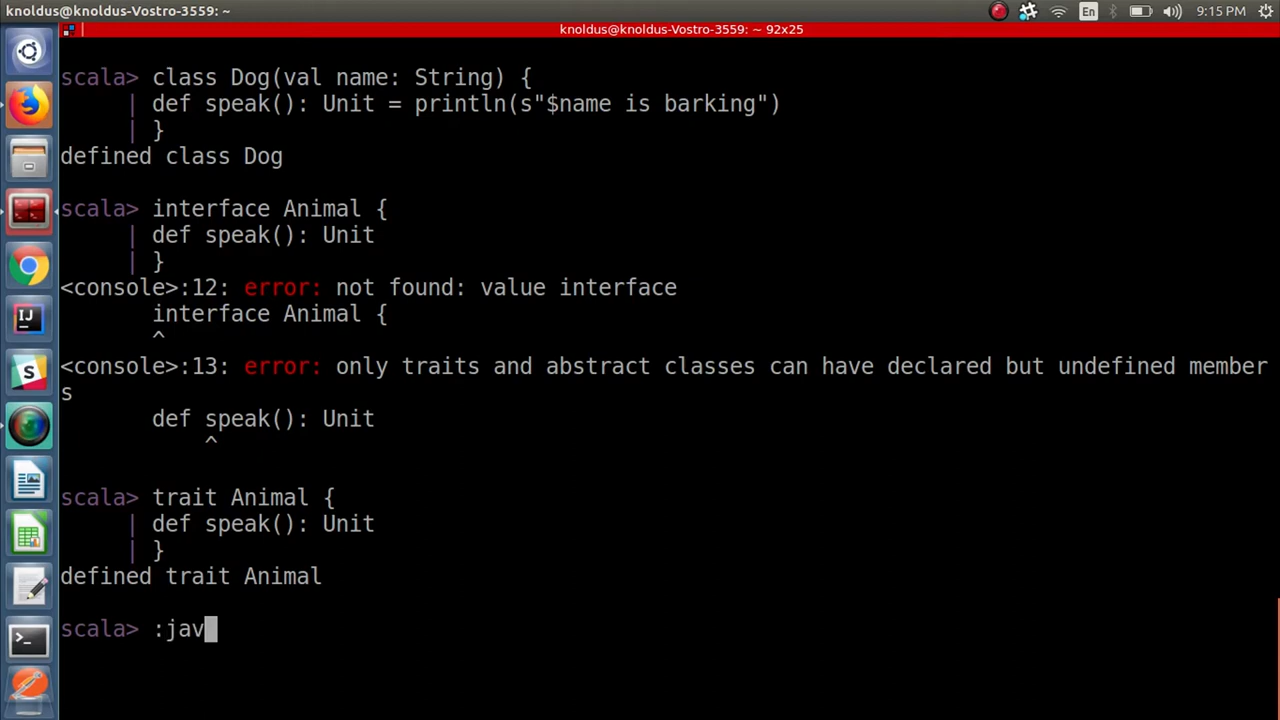 knoldus@knoldus-Vostro-3559: ~
En
9:15 PM
knoldus@knoldus-Vostro-3559: ~ 92x25
scala> class Dog(val name: String) {
| def speak(): Unit = println(s"$name is barking")
| }
defined class Dog
scala> interface Animal {
| def speak(): Unit
| }
<console>:12: error: not found: value interface
interface Animal {
^
<console>:13: error: only traits and abstract classes can have declared but undefined member
s
def speak(): Unit
^
scala> trait Animal {
| def speak(): Unit
| }
defined trait Animal
scala> :jav
IJ
S
>_